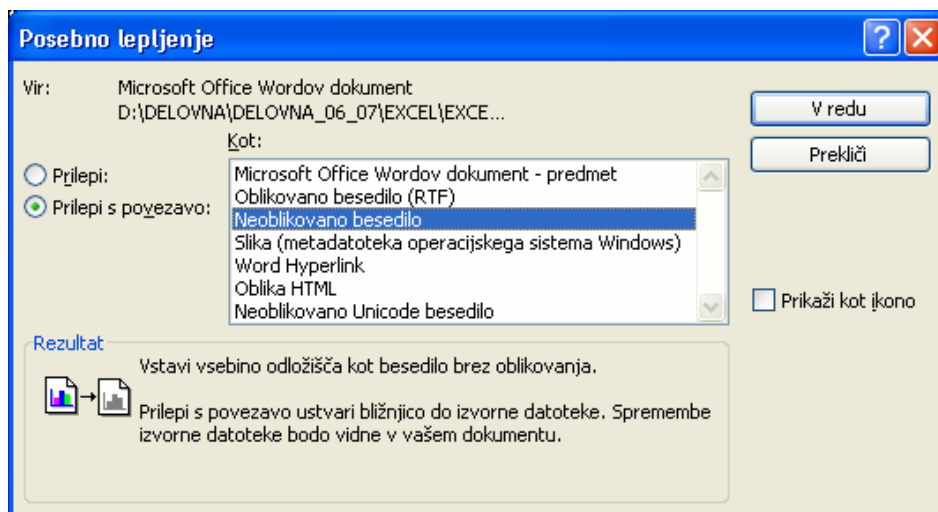 Posebno lepljenje
Vir: Microsoft Office Wordov dokument
D:\DELOVNA\DELOVNA_06_07\EXCEL\EXCE...
V redu
Prekliči
Kot:
Prilepi:
Prilepi s povezavo:
Microsoft Office Wordov dokument - predmet
Oblikovano besedilo (RTF)
Neoblikovano besedilo
Slika (metadatoteka operacijskega sistema Windows)
Word Hyperlink
Oblika HTML
Neoblikovano Unicode besedilo
Prikaži kot ikono
Rezultat
Vstavi vsebino odložišča kot besedilo brez oblikovanja.
Prilepi s povezavo ustvari bližnjico do izvorne datoteke. Spremembe
izvorne datoteke bodo vidne v vašem dokumentu.